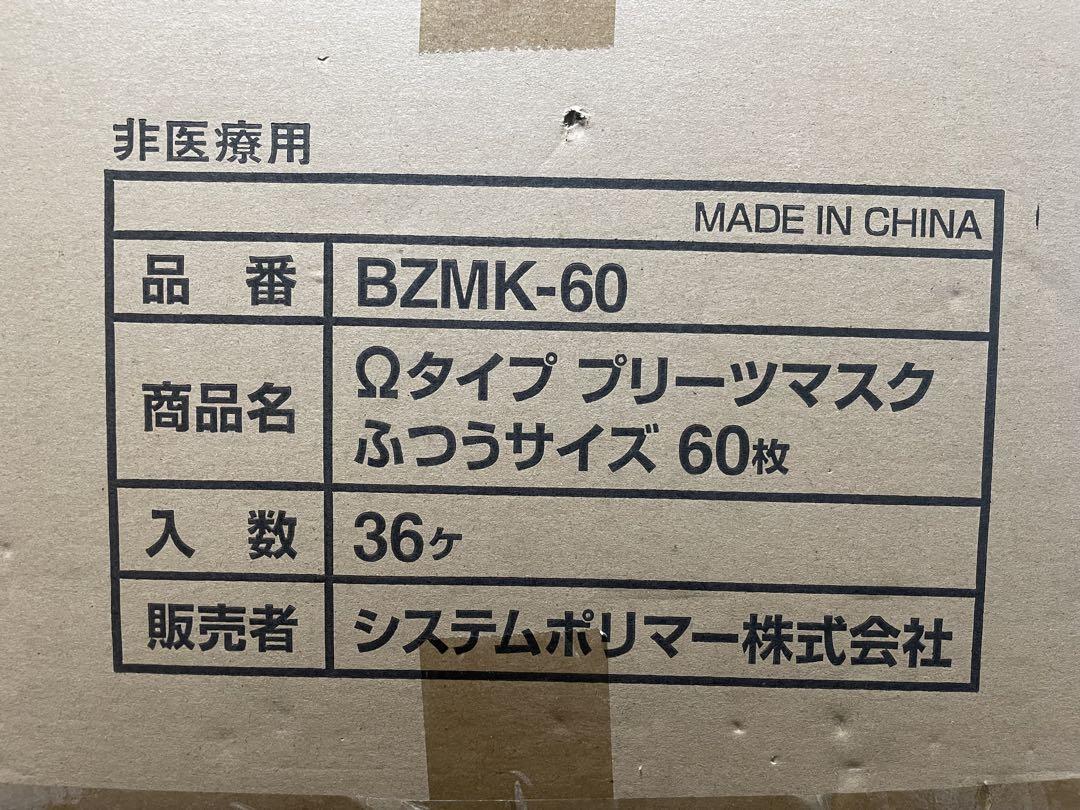 非医療用
MADE IN CHINA
品番 BZMK-60
商品名 Ωタイプ プリーツマスク
ふつうサイズ 60枚
入数 36ヶ
販売者 システムポリマー株式会社